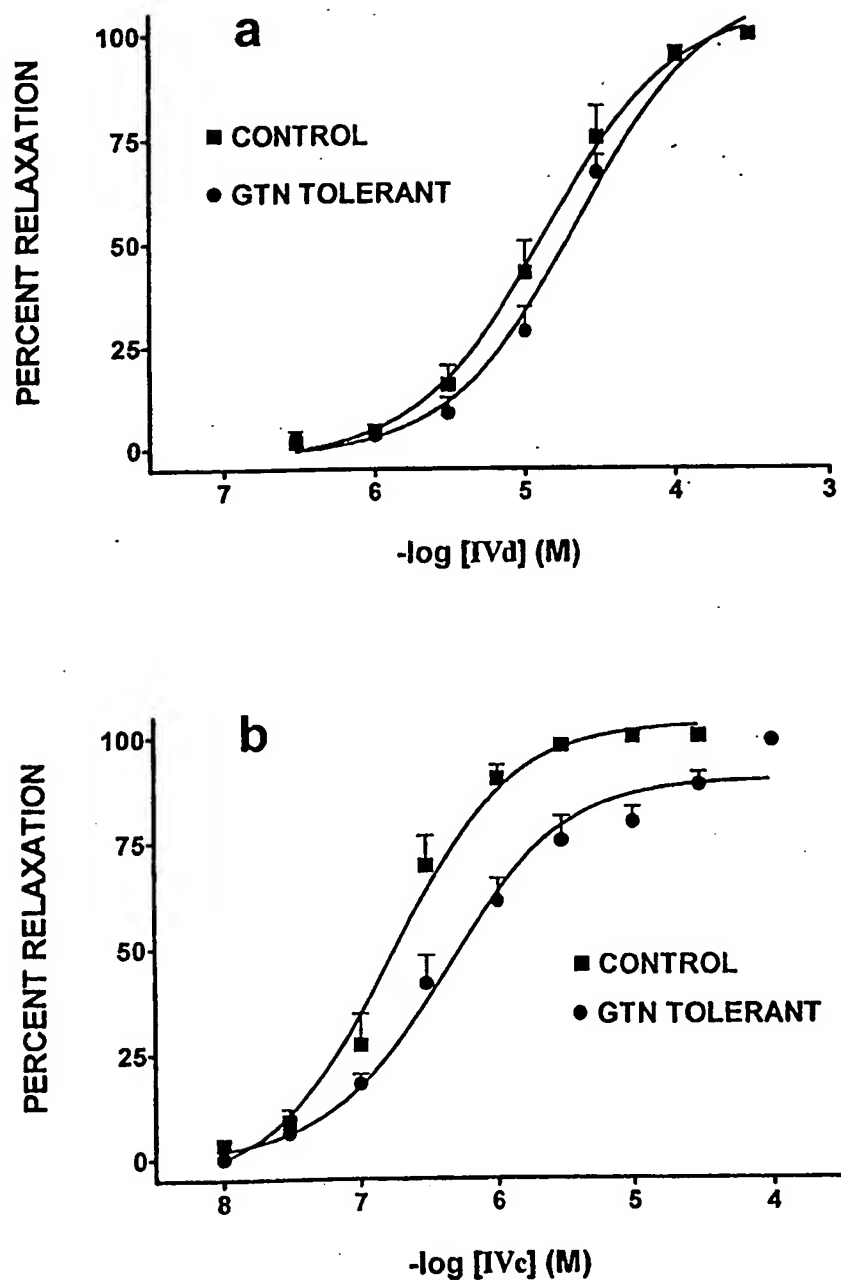 a
PERCENT RELAXATION
100
75
50
25
0
■ CONTROL
● GTN TOLERANT
7 6 5 4 3
-log [IVd] (M)
b
PERCENT RELAXATION
100
75
50
25
0
■ CONTROL
● GTN TOLERANT
8 7 6 5 4
-log [IVc] (M)